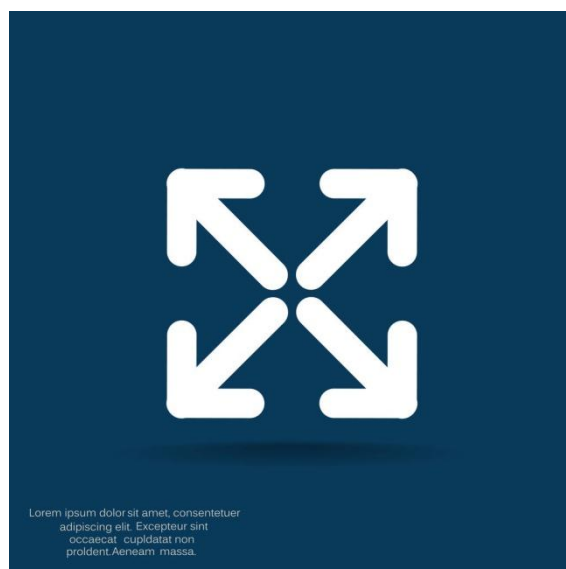 Lorem ipsum dolor sit amet, consentetuer
adipiscing elit. Excepteur sint
occaecat cupldatat non
proldent.Aeneam massa.